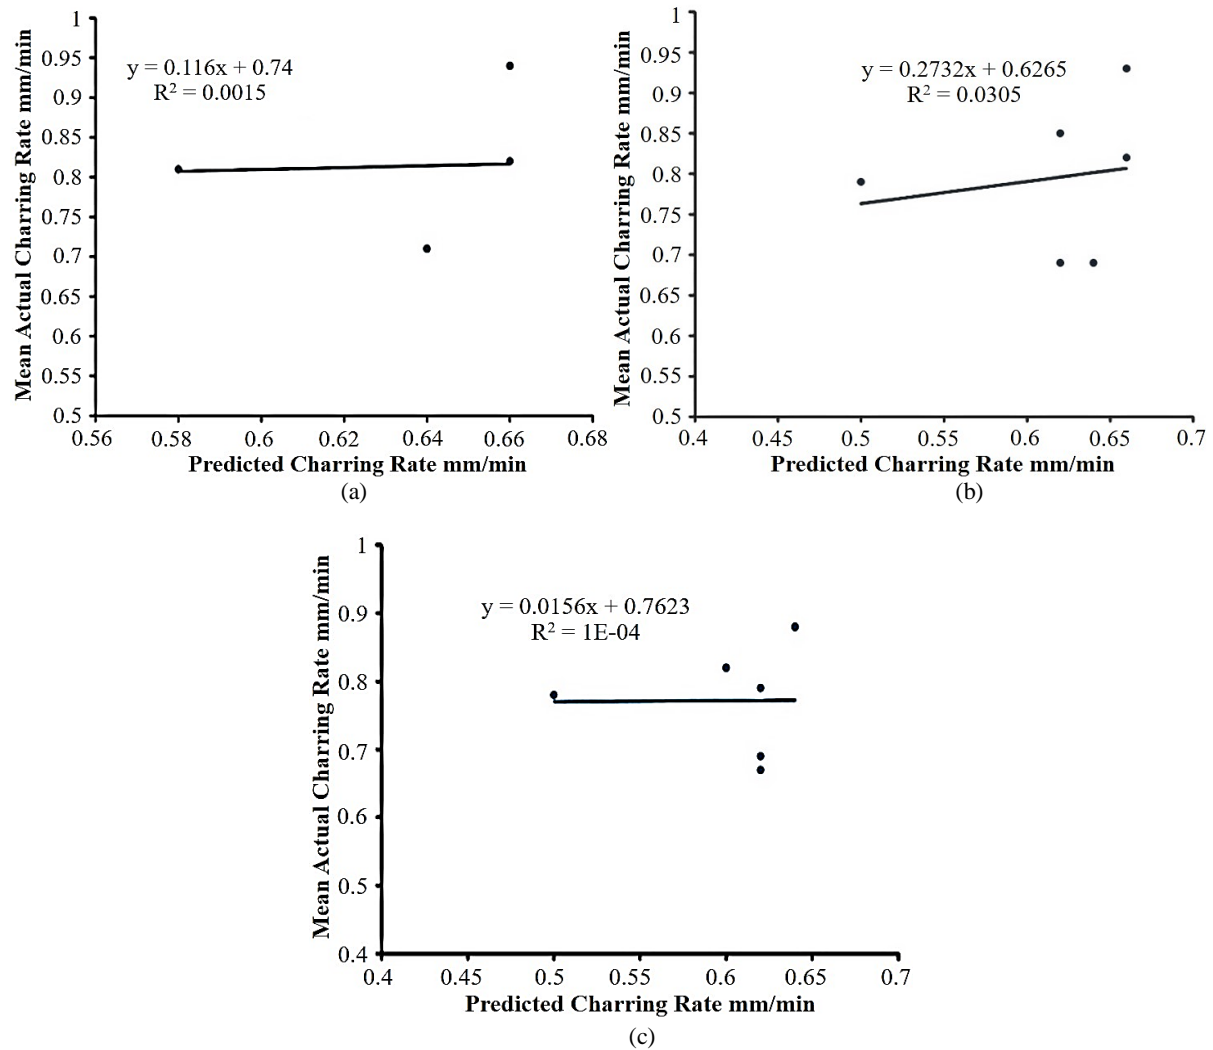 Mean Actual Charring Rate mm/min
1
0.95
0.9
0.85
0.8
0.75
0.7
0.65
0.6
0.55
0.5
y = 0.116x + 0.74
R² = 0.0015
0.56 0.58 0.6 0.62 0.64 0.66 0.68
Predicted Charring Rate mm/min
(a)
Mean Actual Charring Rate mm/min
1
0.95
0.9
0.85
0.8
0.75
0.7
0.65
0.6
0.55
0.5
y = 0.2732x + 0.6265
R² = 0.0305
0.4 0.45 0.5 0.55 0.6 0.65 0.7
Predicted Charring Rate mm/min
(b)
Mean Actual Charring Rate mm/min
1
0.9
0.8
0.7
0.6
0.5
0.4
y = 0.0156x + 0.7623
R² = 1E-04
0.4 0.45 0.5 0.55 0.6 0.65 0.7
Predicted Charring Rate mm/min
(c)